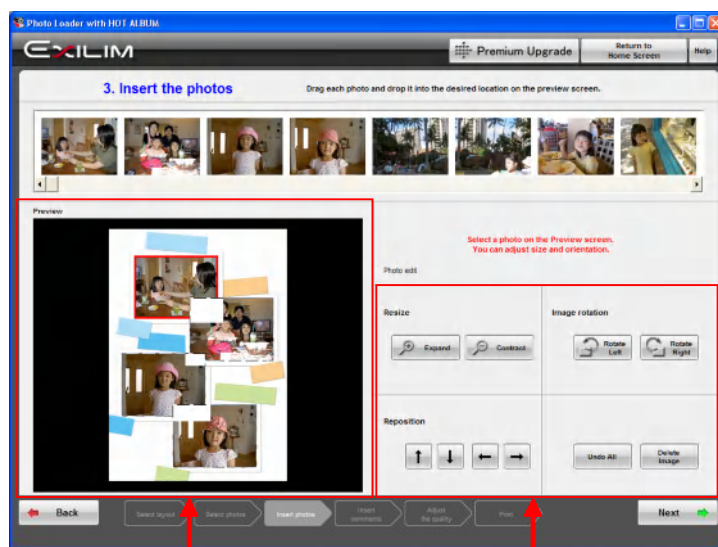 Photo Loader with HOT ALBUM
EXILIM
Premium Upgrade
Return to
Home Screen
Help
3. Insert the photos
Drag each photo and drop it into the desired location on the preview screen.
Preview
Select a photo on the Preview screen.
You can adjust size and orientation.
Photo edit
Resize
Image rotation
Expand
Contract
Rotate
Left
Rotate
Right
Reposition
Undo All
Delete
Image
Back
Select layout
Select photos
Insert photos
Insert
comments
Adjust
the quality
Print
Next